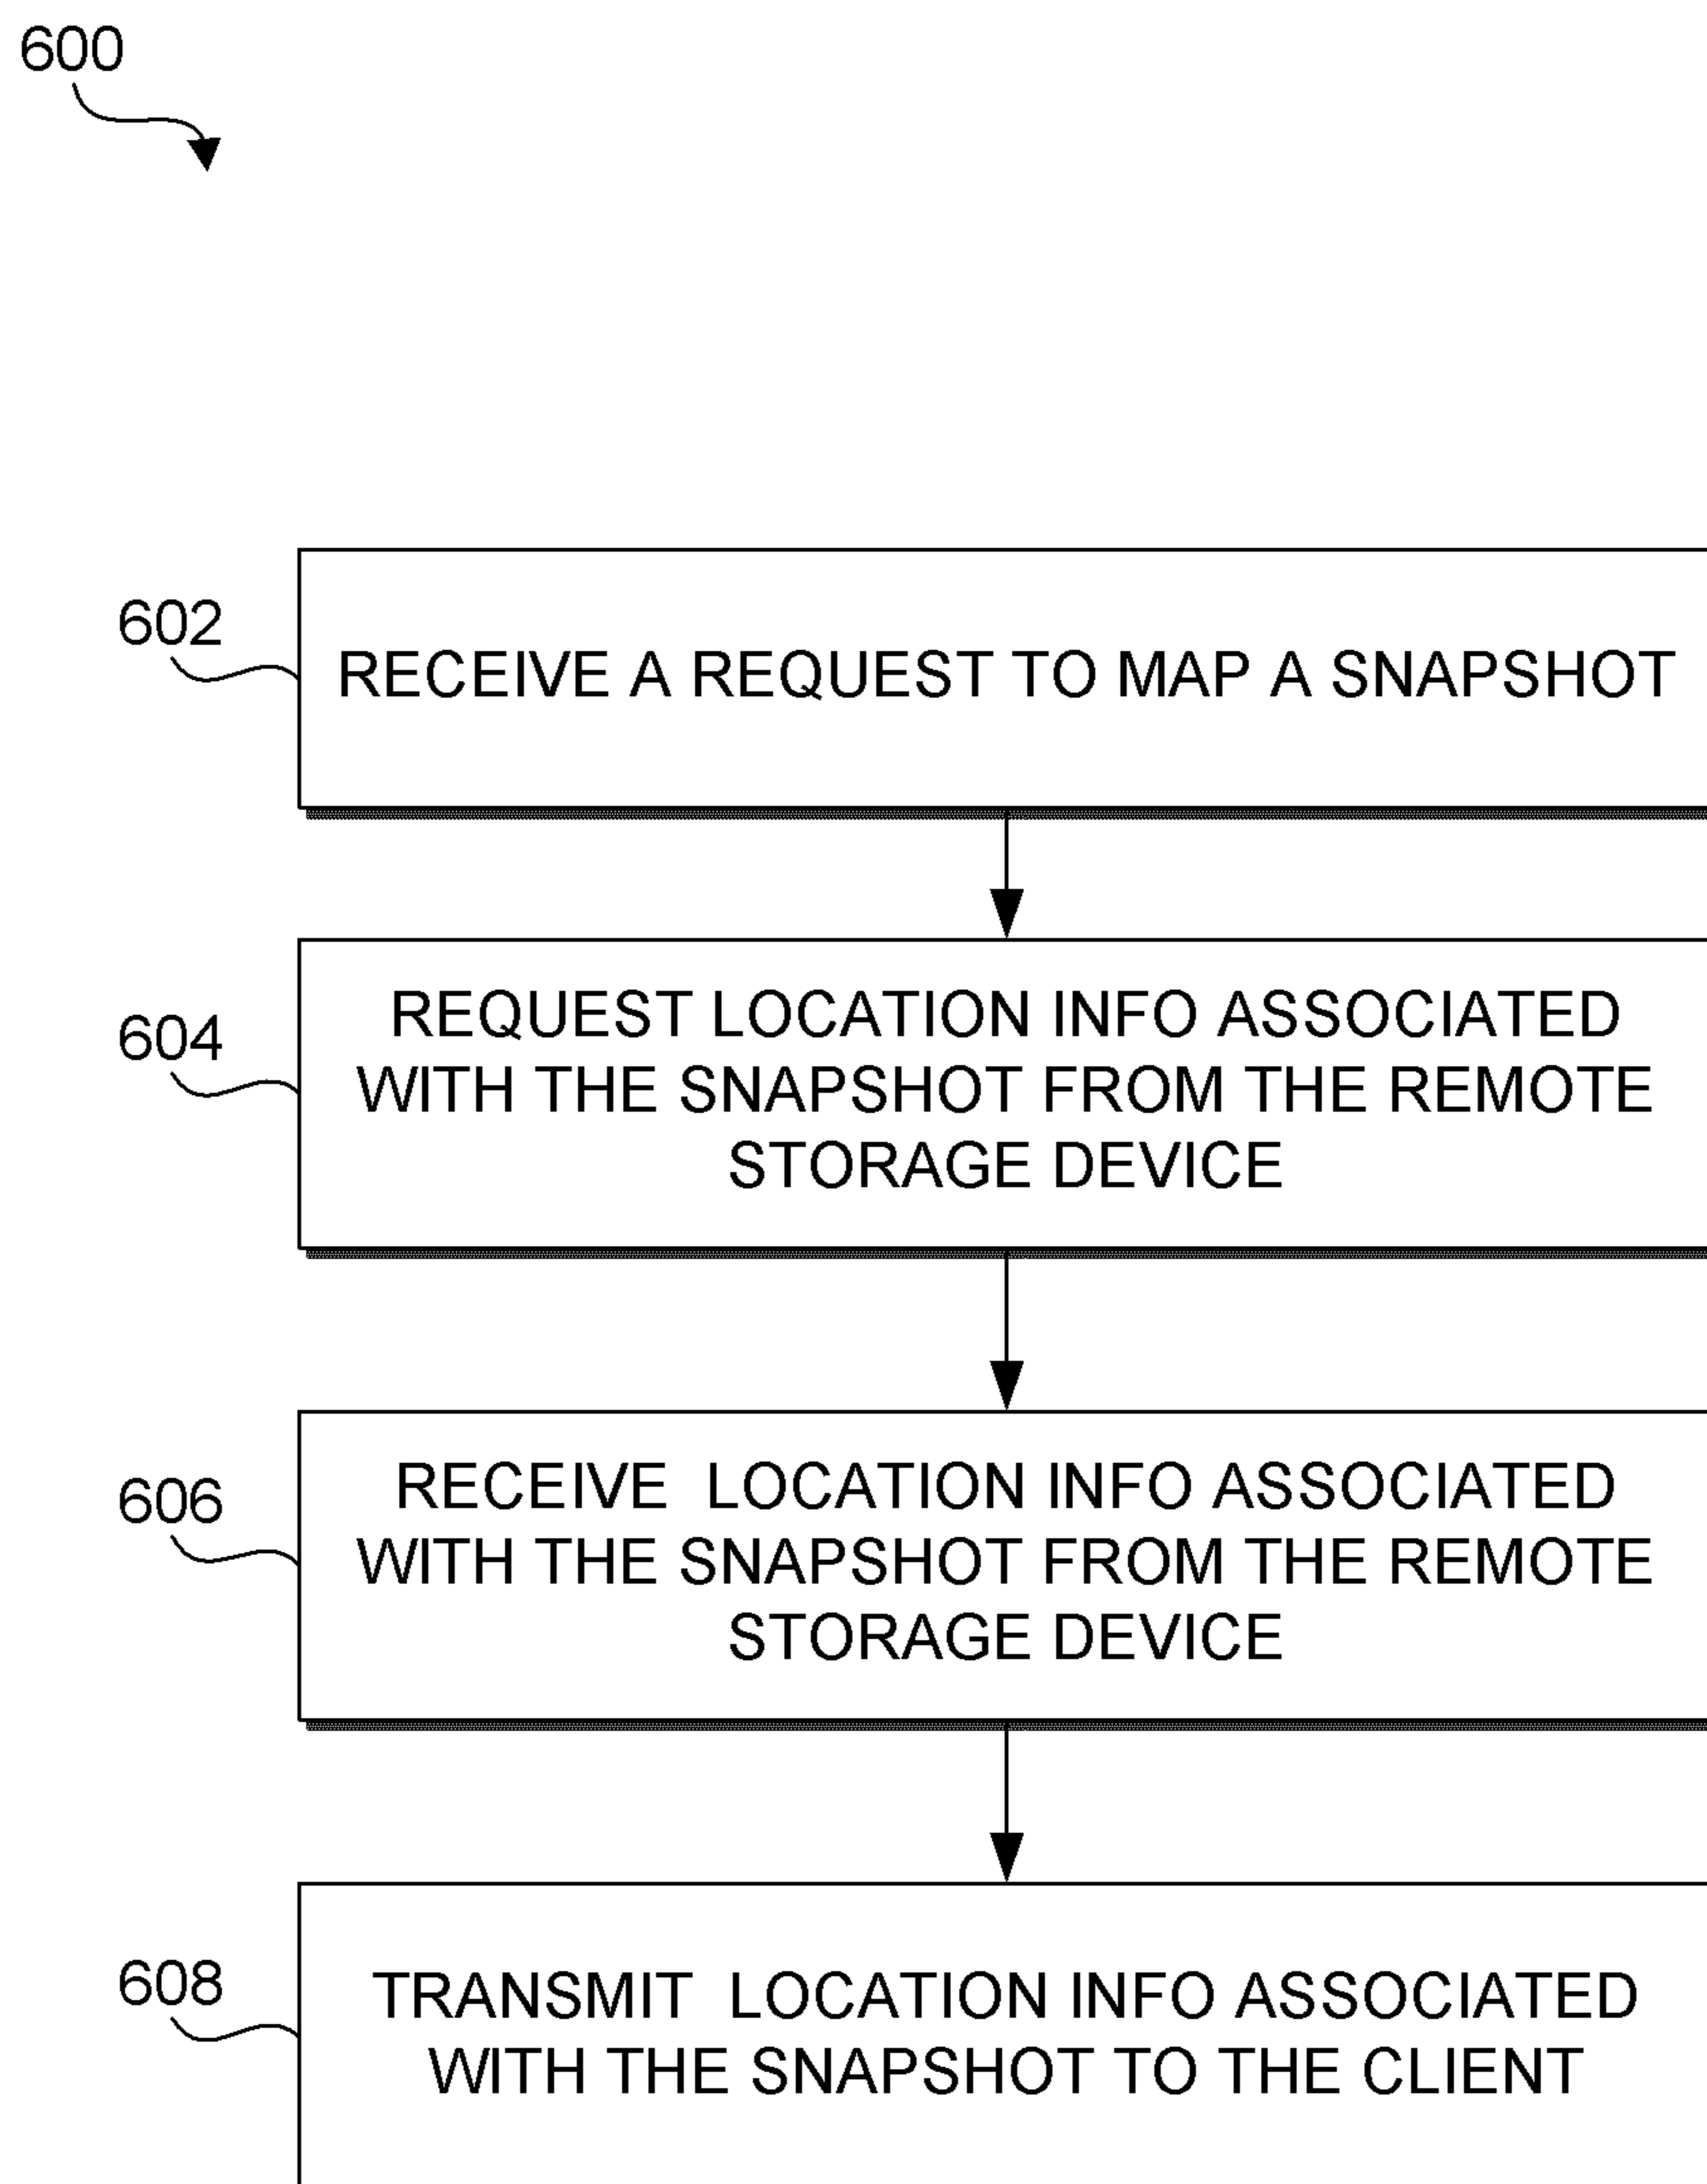 600
602
RECEIVE A REQUEST TO MAP A SNAPSHOT
604
REQUEST LOCATION INFO ASSOCIATED
WITH THE SNAPSHOT FROM THE REMOTE
STORAGE DEVICE
606
RECEIVE LOCATION INFO ASSOCIATED
WITH THE SNAPSHOT FROM THE REMOTE
STORAGE DEVICE
608
TRANSMIT LOCATION INFO ASSOCIATED
WITH THE SNAPSHOT TO THE CLIENT